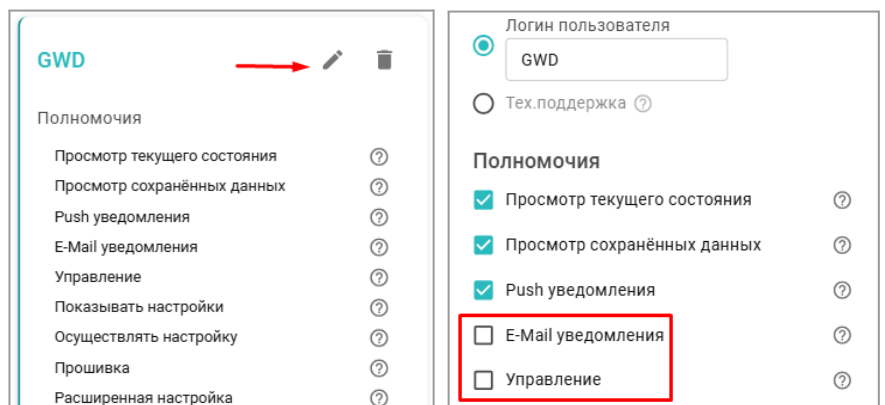 GWD
Полномочия
Просмотр текущего состояния
Просмотр сохранённых данных
Push уведомления
E-Mail уведомления
Управление
Показывать настройки
Осуществлять настройку
Прошивка
Расширенная настройка
Логин пользователя
GWD
Тех.поддержка
Полномочия
Просмотр текущего состояния
Просмотр сохранённых данных
Push уведомления
E-Mail уведомления
Управление